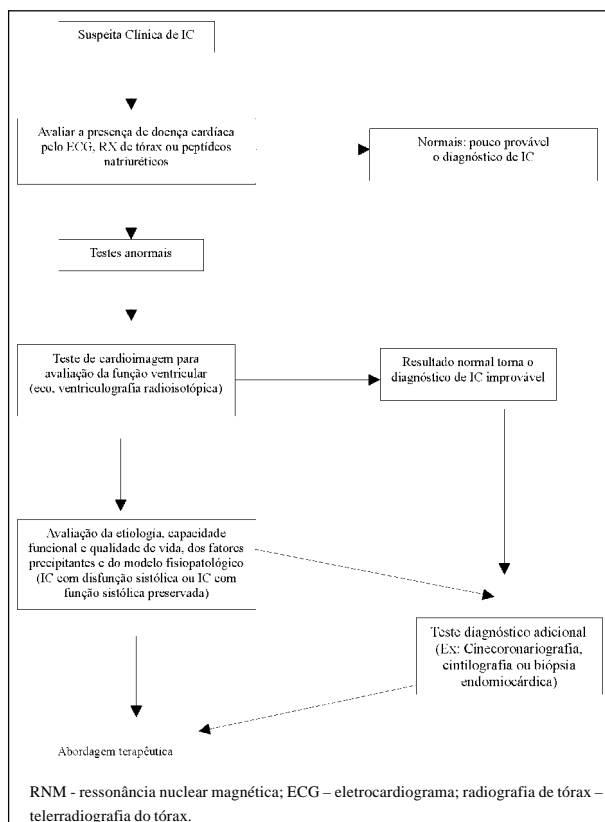 Suspeita Clínica de IC
Avaliar a presença de doença cardíaca
pelo ECG, RX de tórax ou peptídeos
natriuréticos
Normais: pouco provável
o diagnóstico de IC
Testes anormais
Teste de cardioimagem para
avaliação da função ventricular
(eco, ventriculografia radioisotópica)
Resultado normal torna o
diagnóstico de IC improvável
Avaliação da etiologia, capacidade
funcional e qualidade de vida, dos fatores
precipitantes e do modelo fisiopatológico
(IC com disfunção sistólica ou IC com
função sistólica preservada)
Teste diagnóstico adicional
(Ex: Cinecoronariografia,
cintilografia ou biópsia
endomiocárdica)
Abordagem terapêutica
RNM - ressonância nuclear magnética; ECG – eletrocardiograma; radiografia de tórax –
telerradiografia do tórax.